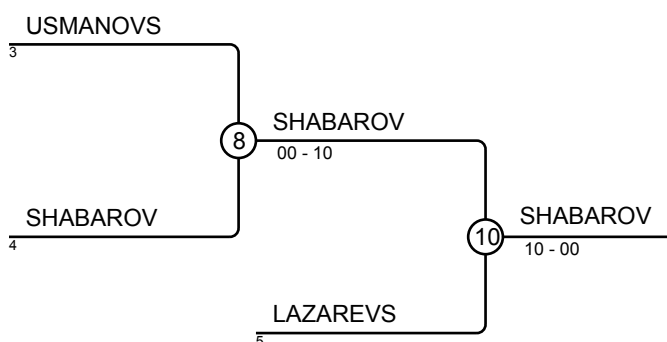 USMANOVS
3
8
SHABAROV
00 - 10
SHABAROV
4
10
SHABAROV
10 - 00
LAZAREVS
5